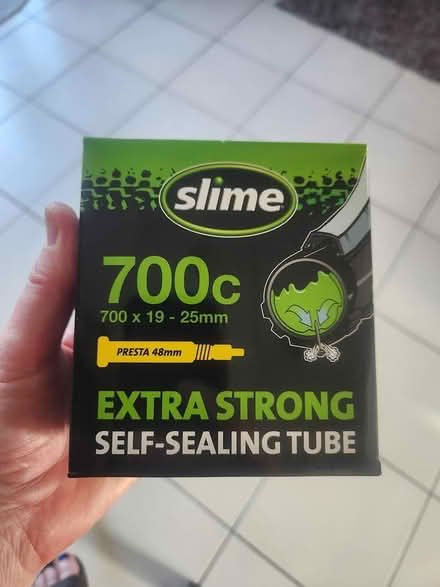 slime
700c
700 x 19 - 25mm
PRESTA 48mm
EXTRA STRONG
SELF-SEALING TUBE